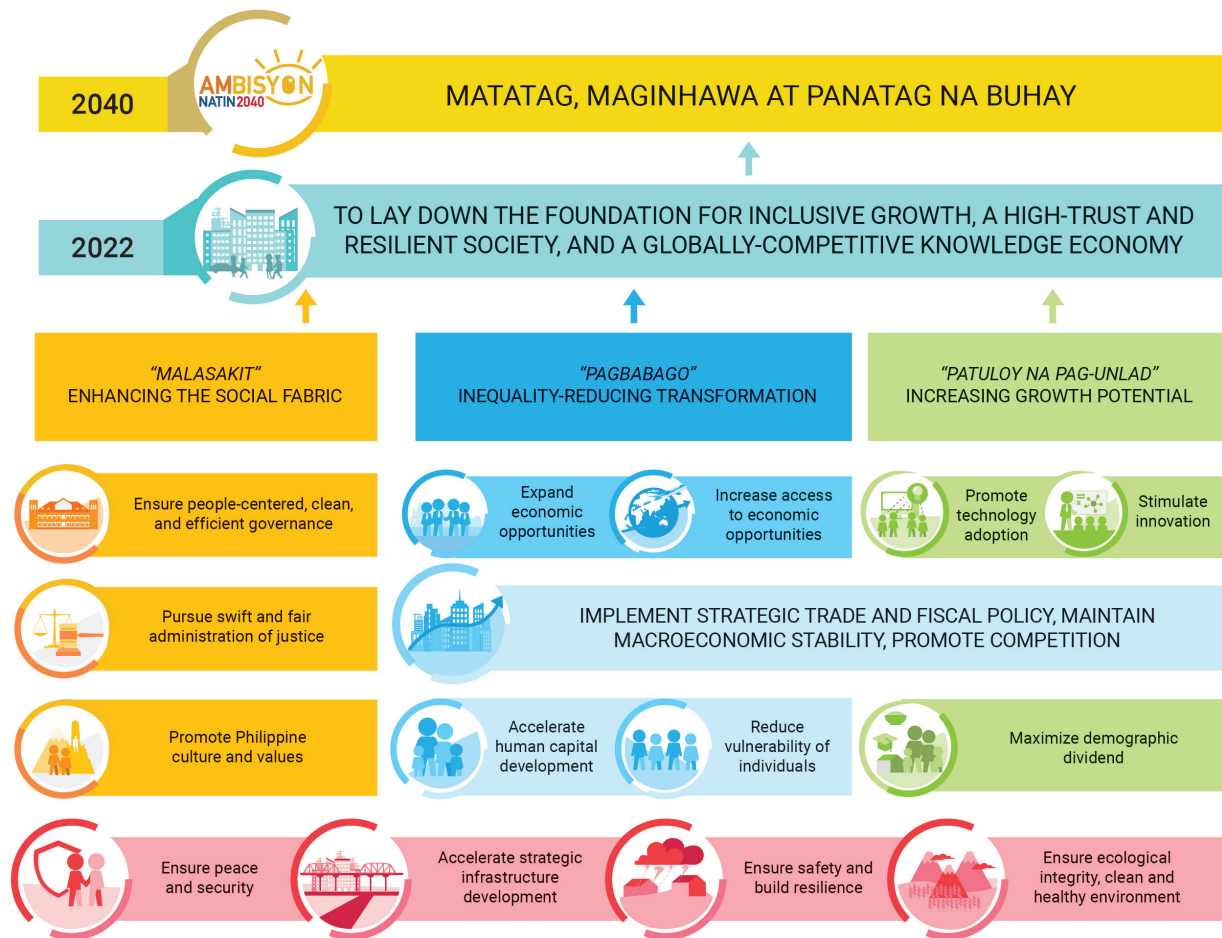 2040
AMBISYON
NATIN 2040
MATATAG, MAGINHAWA AT PANATAG NA BUHAY
2022
TO LAY DOWN THE FOUNDATION FOR INCLUSIVE GROWTH, A HIGH-TRUST AND
RESILIENT SOCIETY, AND A GLOBALLY-COMPETITIVE KNOWLEDGE ECONOMY
“MALASAKIT”
ENHANCING THE SOCIAL FABRIC
“PAGBABAGO”
INEQUALITY-REDUCING TRANSFORMATION
“PATULOY NA PAG-UNLAD”
INCREASING GROWTH POTENTIAL
Ensure people-centered, clean,
and efficient governance
Expand
economic
opportunities
Increase access
to economic
opportunities
Promote
technology
adoption
Stimulate
innovation
Pursue swift and fair
administration of justice
IMPLEMENT STRATEGIC TRADE AND FISCAL POLICY, MAINTAIN
MACROECONOMIC STABILITY, PROMOTE COMPETITION
Promote Philippine
culture and values
Accelerate
human capital
development
Reduce
vulnerability of
individuals
Maximize demographic
dividend
Ensure peace
and security
Accelerate strategic
infrastructure
development
Ensure safety and
build resilience
Ensure ecological
integrity, clean and
healthy environment